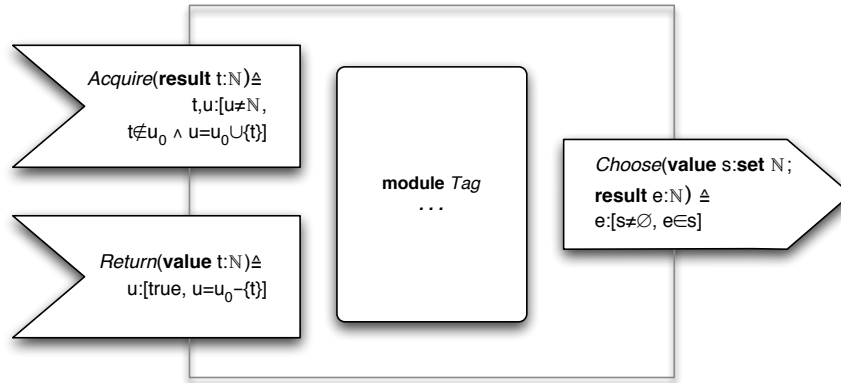 Acquire(result t:ℕ)≙
t,u:[u≠ℕ,
t∉u₀ ∧ u=u₀∪{t}]
Return(value t:ℕ)≙
u:[true, u=u₀−{t}]
module Tag
...
Choose(value s:set ℕ;
result e:ℕ) ≙
e:[s≠∅, e∈s]